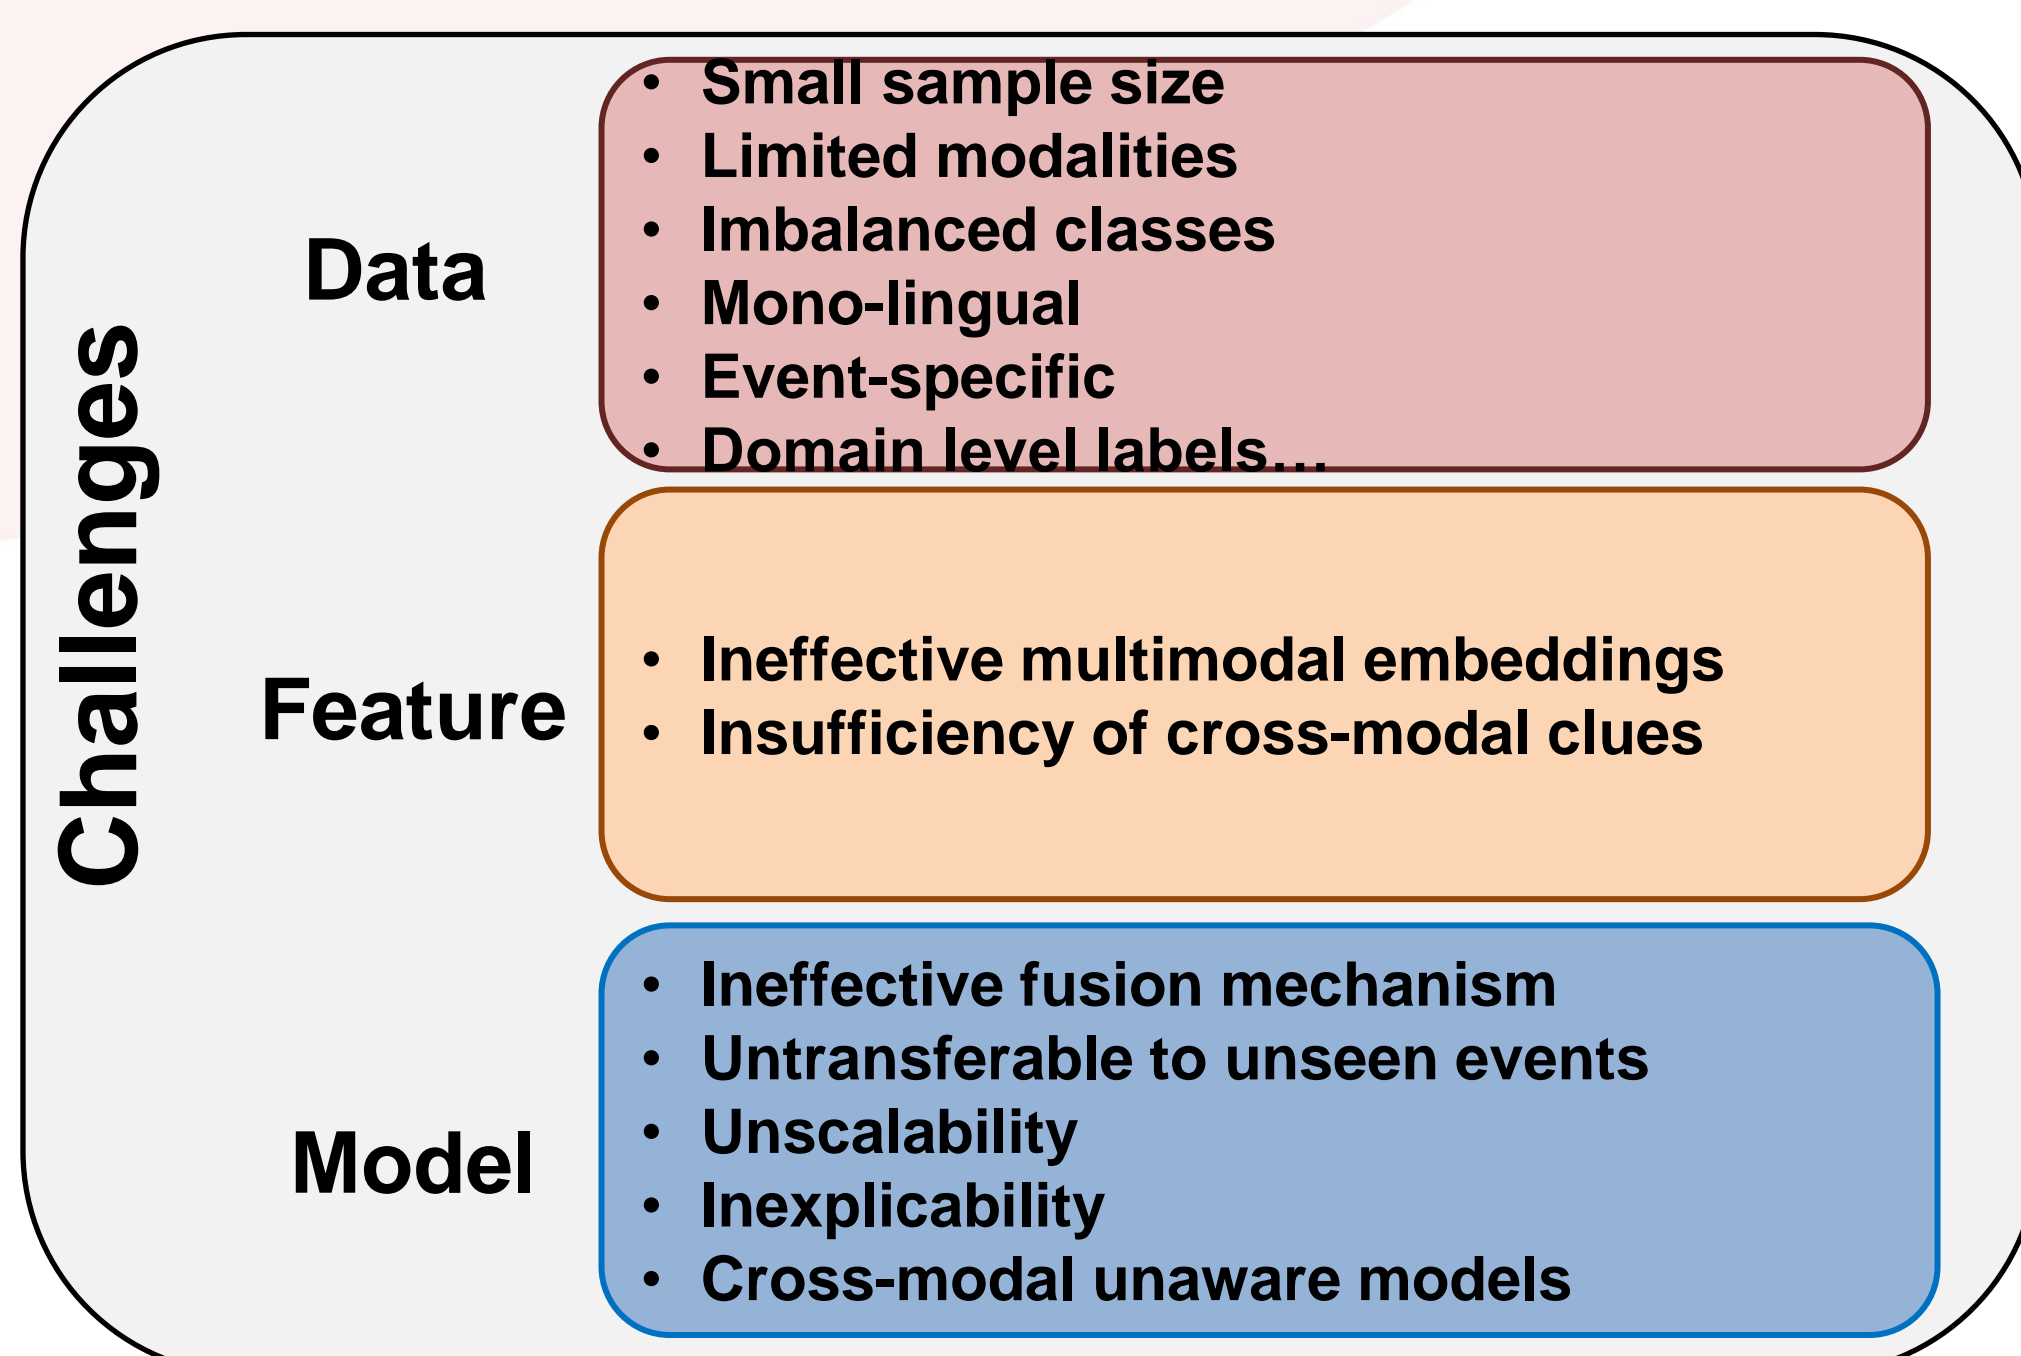 Challenges
Data
• Small sample size
• Limited modalities
• Imbalanced classes
• Mono-lingual
• Event-specific
• Domain level labels…
Feature
• Ineffective multimodal embeddings
• Insufficiency of cross-modal clues
Model
• Ineffective fusion mechanism
• Untransferable to unseen events
• Unscalability
• Inexplicability
• Cross-modal unaware models